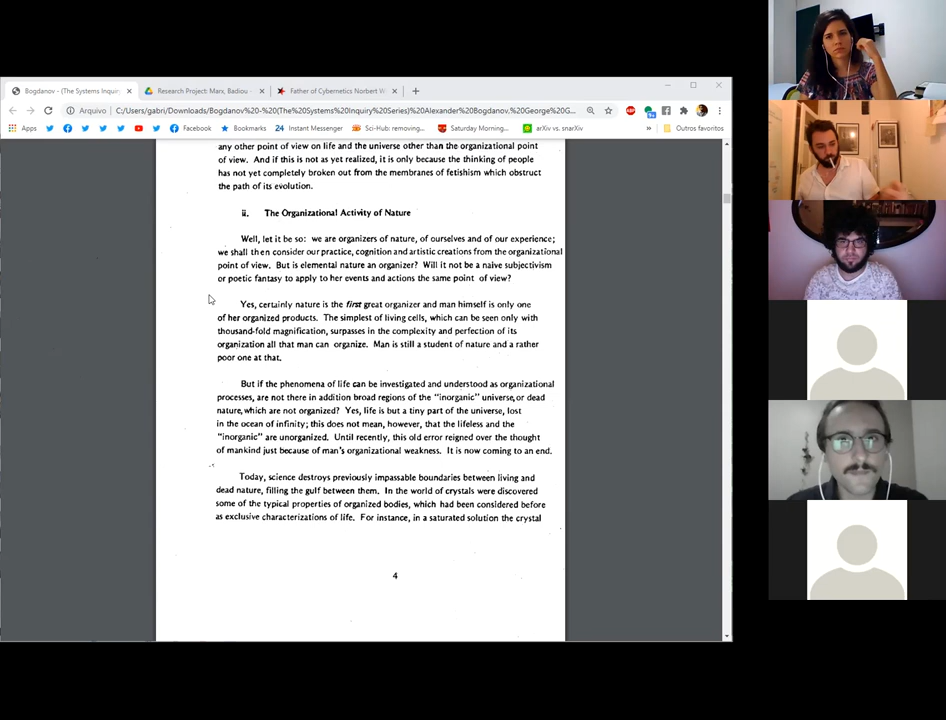 Bogdanov - (The Systems Inquir
Research Project: Marx, Badiou -
Father of Cybernetics Norbert W
Arquivo C:/Users/gabri/Downloads/Bogdanov%20-%20(The%20Systems%20Inquiry%20Series)%20Alexander%20Bogdanov.%20George%20G...
Apps
Facebook
Bookmarks
24 Instant Messenger
Sci-Hub: removing...
Saturday Morning...
arXiv vs. snarXiv
»
Outros favoritos
any other point of view on life and the universe other than the organizational point
of view. And if this is not as yet realized, it is only because the thinking of people
has not yet completely broken out from the membranes of fetishism which obstruct
the path of its evolution.
ii. The Organizational Activity of Nature
Well, let it be so: we are organizers of nature, of ourselves and of our experience;
we shall then consider our practice, cognition and artistic creations from the organizational
point of view. But is elemental nature an organizer? Will it not be a naive subjectivism
or poetic fantasy to apply to her events and actions the same point of view?
Yes, certainly nature is the first great organizer and man himself is only one
of her organized products. The simplest of living cells, which can be seen only with
thousand-fold magnification, surpasses in the complexity and perfection of its
organization all that man can organize. Man is still a student of nature and a rather
poor one at that.
But if the phenomena of life can be investigated and understood as organizational
processes, are not there in addition broad regions of the "inorganic" universe, or dead
nature, which are not organized? Yes, life is but a tiny part of the universe, lost
in the ocean of infinity; this does not mean, however, that the lifeless and the
"inorganic" are unorganized. Until recently, this old error reigned over the thought
of mankind just because of man's organizational weakness. It is now coming to an end.
Today, science destroys previously impassable boundaries between living and
dead nature, filling the gulf between them. In the world of crystals were discovered
some of the typical properties of organized bodies, which had been considered before
as exclusive characterizations of life. For instance, in a saturated solution the crystal
4